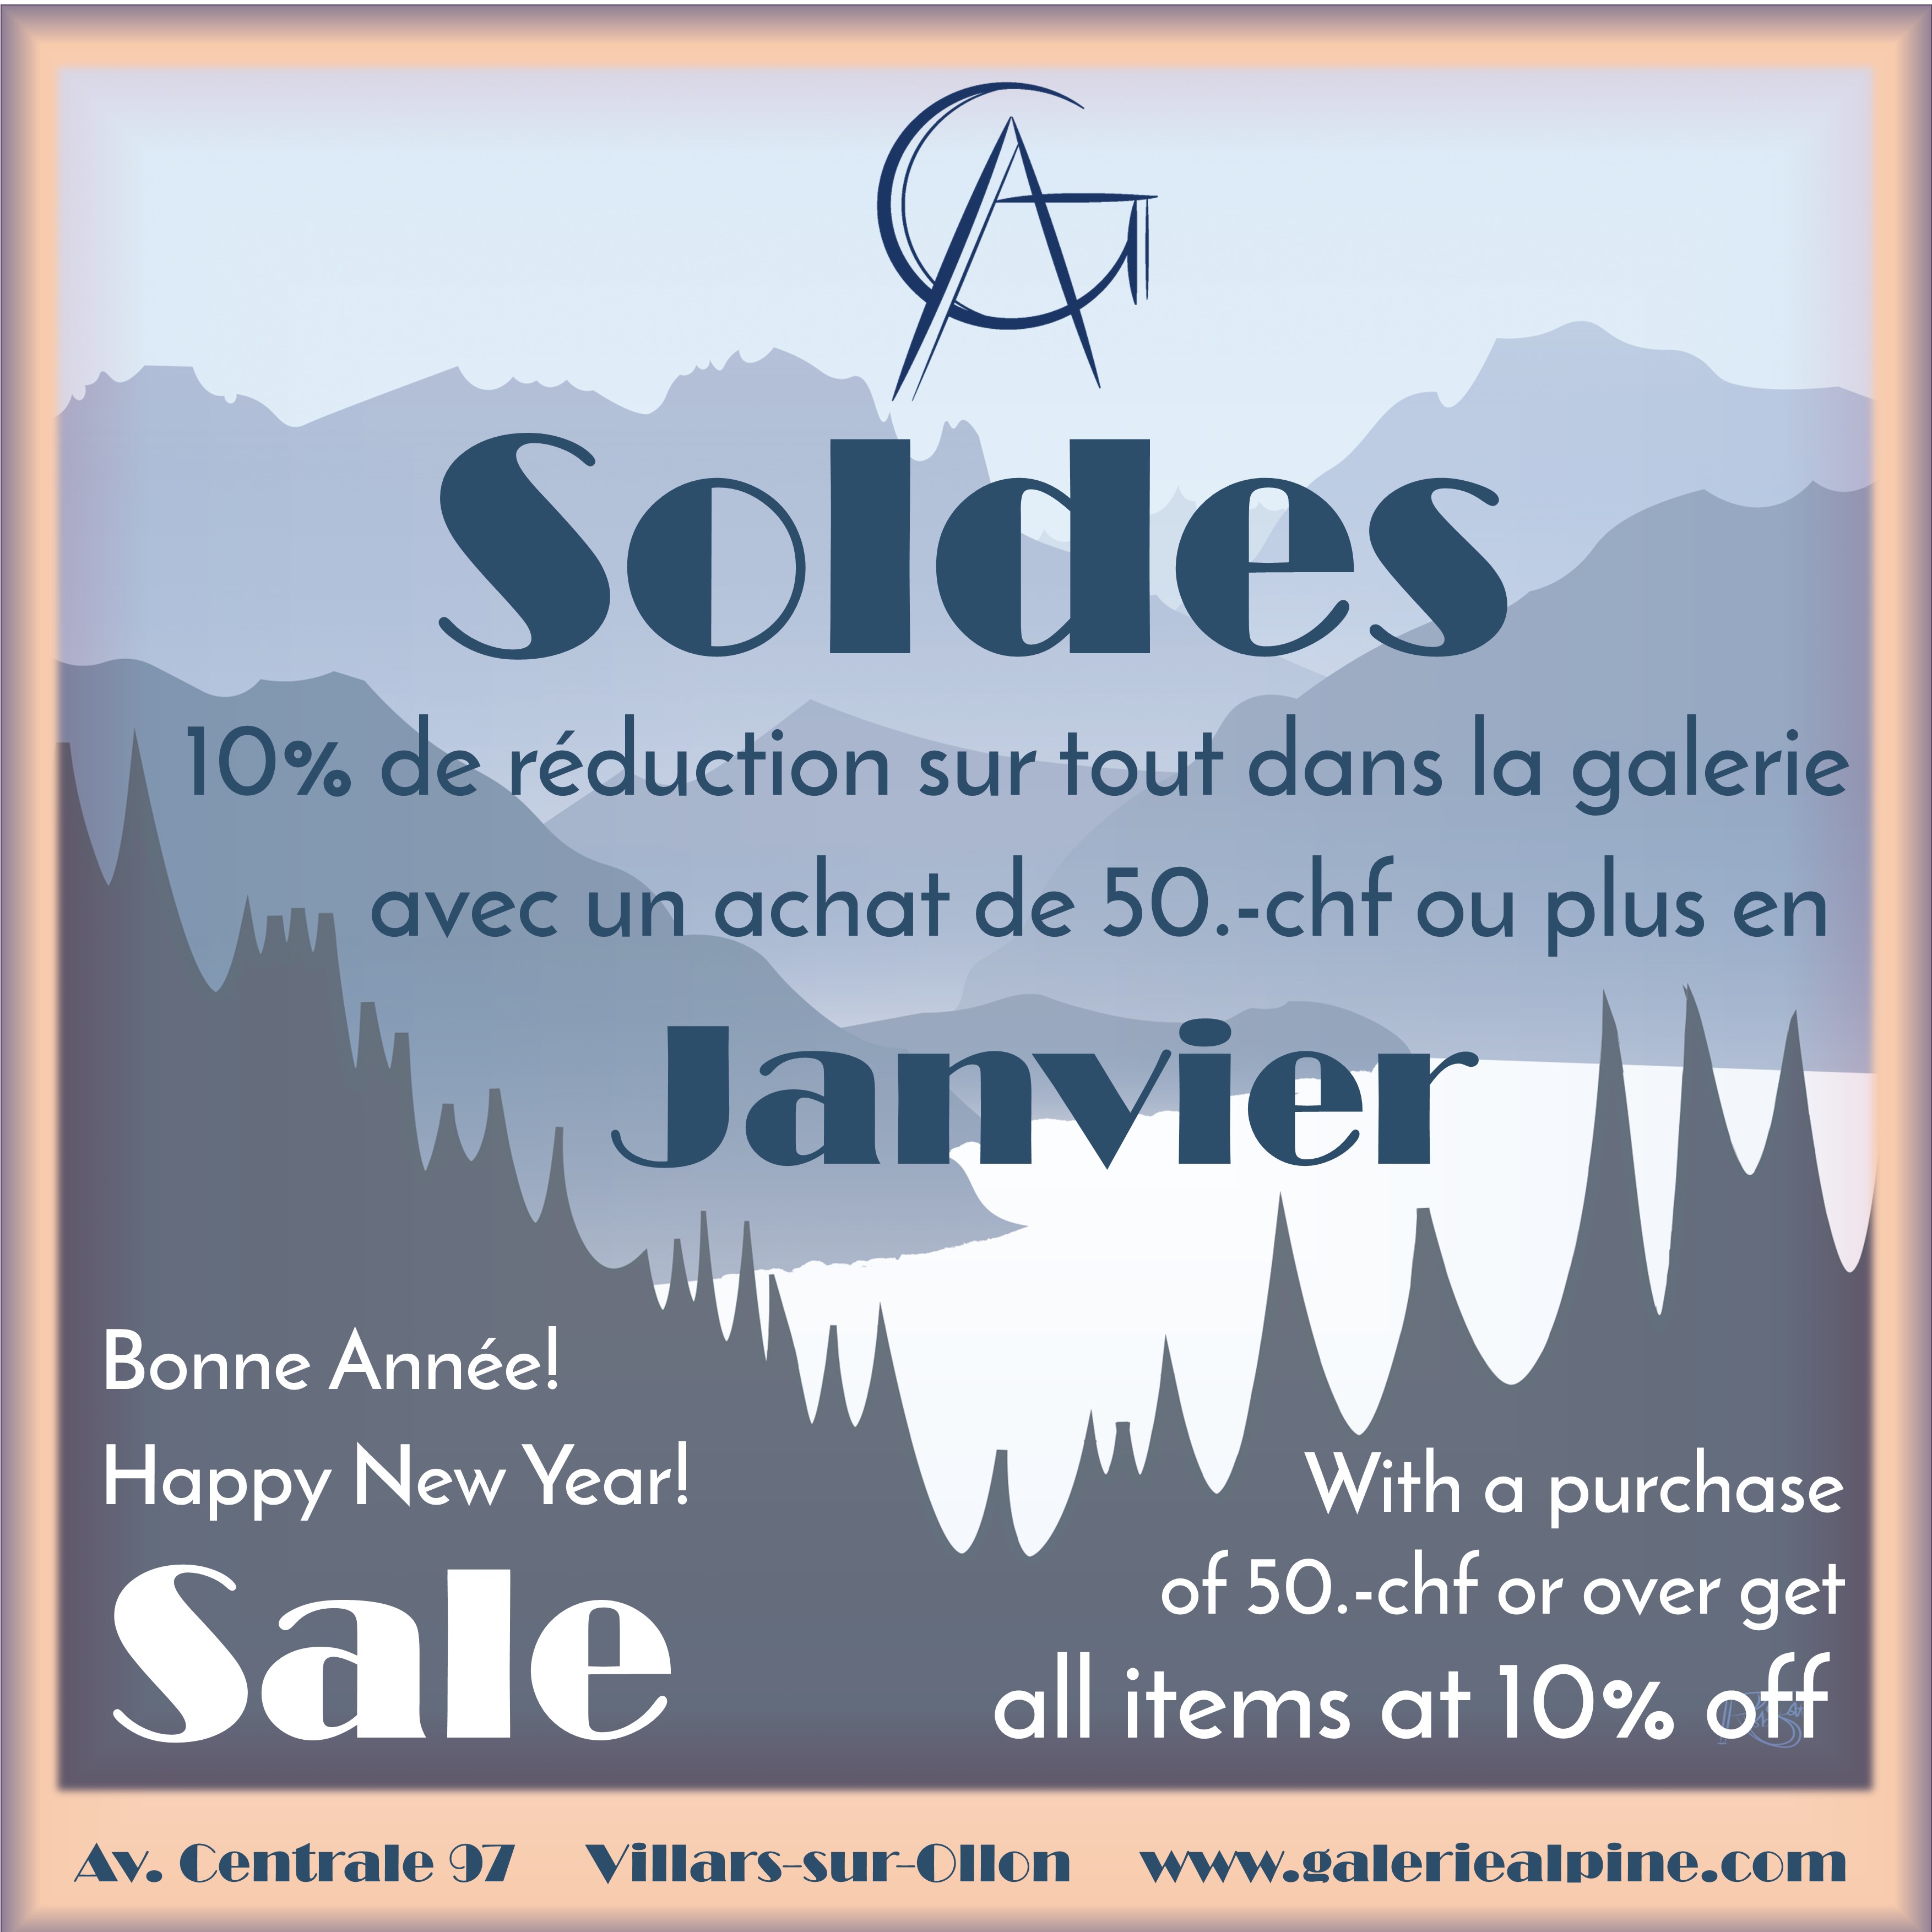 GA
Soldes
10% de réduction sur tout dans la galerie
avec un achat de 50.-chf ou plus en
Janvier
Bonne Année!
Happy New Year!
Sale
With a purchase
of 50.-chf or over get
all items at 10% off
Av. Centrale 97 Villars-sur-Ollon www.galeriealpine.com